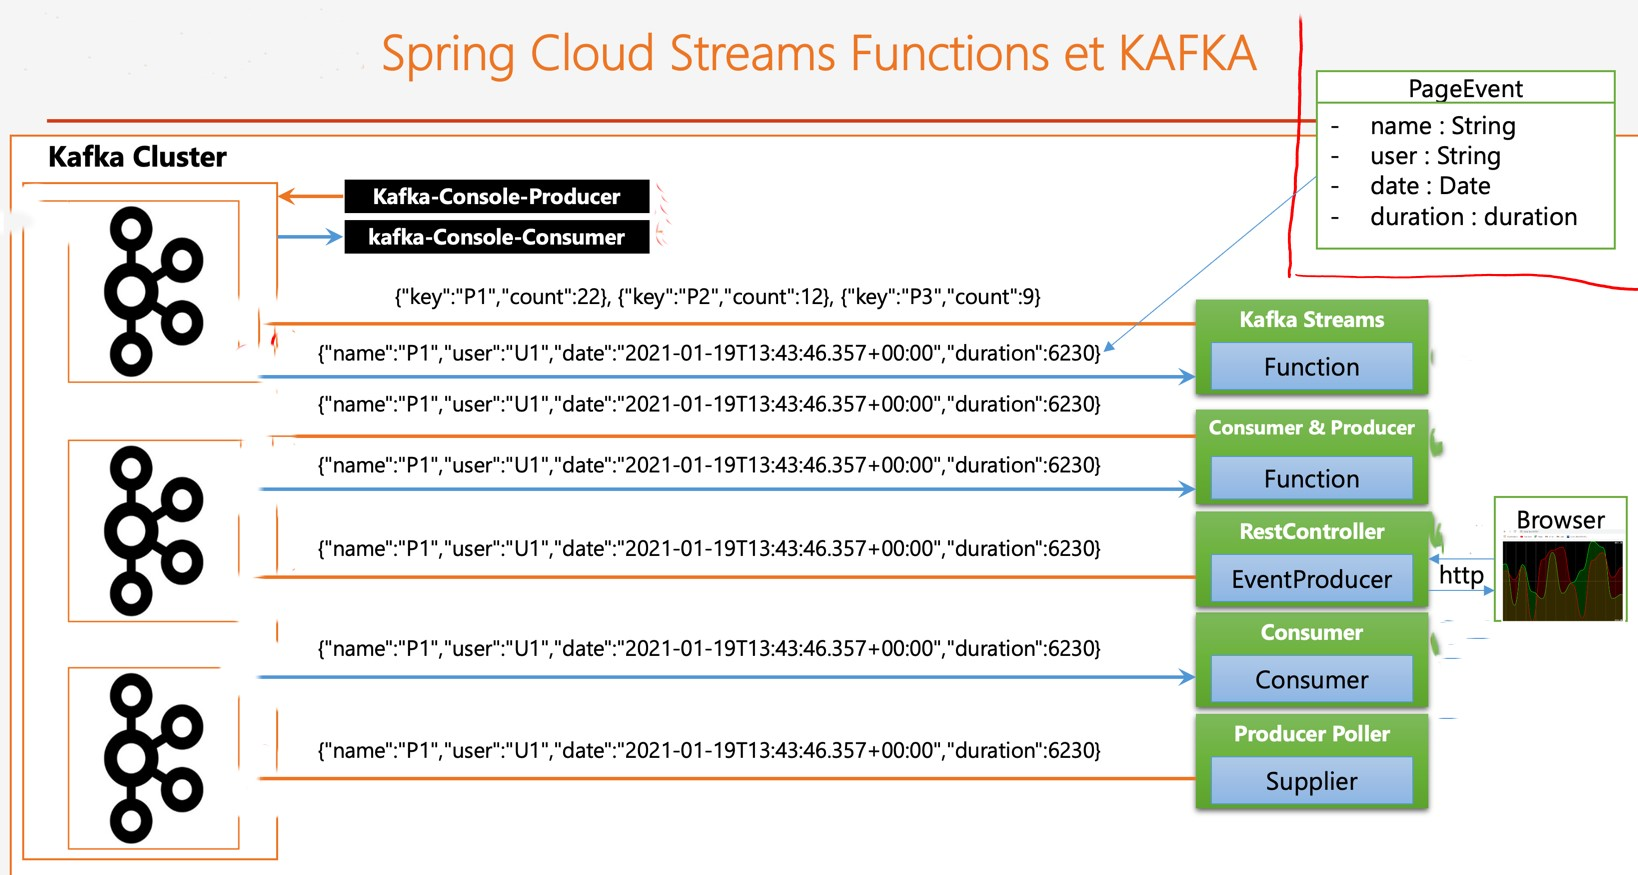 Spring Cloud Streams Functions et KAFKA
PageEvent
- name : String
- user : String
- date : Date
- duration : duration
Kafka Cluster
Kafka-Console-Producer
kafka-Console-Consumer
{"key":"P1","count":22}, {"key":"P2","count":12}, {"key":"P3","count":9}
Kafka Streams
{"name":"P1","user":"U1","date":"2021-01-19T13:43:46.357+00:00","duration":6230}
Function
{"name":"P1","user":"U1","date":"2021-01-19T13:43:46.357+00:00","duration":6230}
Consumer & Producer
{"name":"P1","user":"U1","date":"2021-01-19T13:43:46.357+00:00","duration":6230}
Function
RestController
{"name":"P1","user":"U1","date":"2021-01-19T13:43:46.357+00:00","duration":6230}
EventProducer
http
Browser
Consumer
{"name":"P1","user":"U1","date":"2021-01-19T13:43:46.357+00:00","duration":6230}
Consumer
Producer Poller
{"name":"P1","user":"U1","date":"2021-01-19T13:43:46.357+00:00","duration":6230}
Supplier